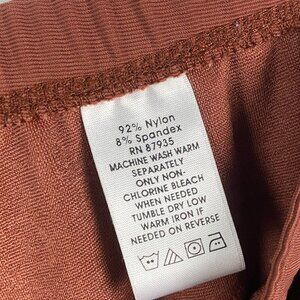 92% Nylon
8% Spandex
RN 87935
MACHINE WASH WARM
SEPARATELY
ONLY NON-
CHLORINE BLEACH
WHEN NEEDED
TUMBLE DRY LOW
WARM IRON IF
NEEDED ON REVERSE